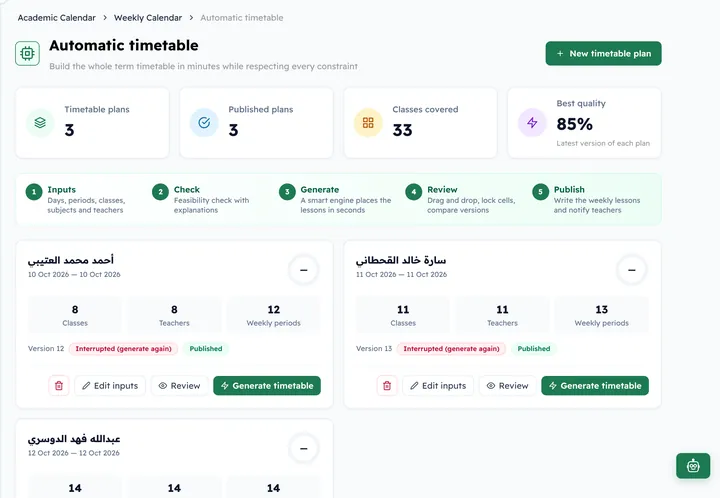 Academic Calendar > Weekly Calendar > Automatic timetable
Automatic timetable
Build the whole term timetable in minutes while respecting every constraint
+ New timetable plan
Timetable plans
3
Published plans
3
Classes covered
33
Best quality
85%
Latest version of each plan
1 Inputs
Days, periods, classes,
subjects and teachers
2 Check
Feasibility check with
explanations
3 Generate
A smart engine places the
lessons in seconds
4 Review
Drag and drop, lock cells,
compare versions
5 Publish
Write the weekly lessons
and notify teachers
أحمد محمد العتيبي
10 Oct 2026 — 10 Oct 2026
—
8
Classes
8
Teachers
12
Weekly periods
Version 12 Interrupted (generate again) Published
Edit inputs Review Generate timetable
سارة خالد القحطاني
11 Oct 2026 — 11 Oct 2026
—
11
Classes
11
Teachers
13
Weekly periods
Version 13 Interrupted (generate again) Published
Edit inputs Review Generate timetable
عبدالله فهد الدوسري
12 Oct 2026 — 12 Oct 2026
—
14
14
14